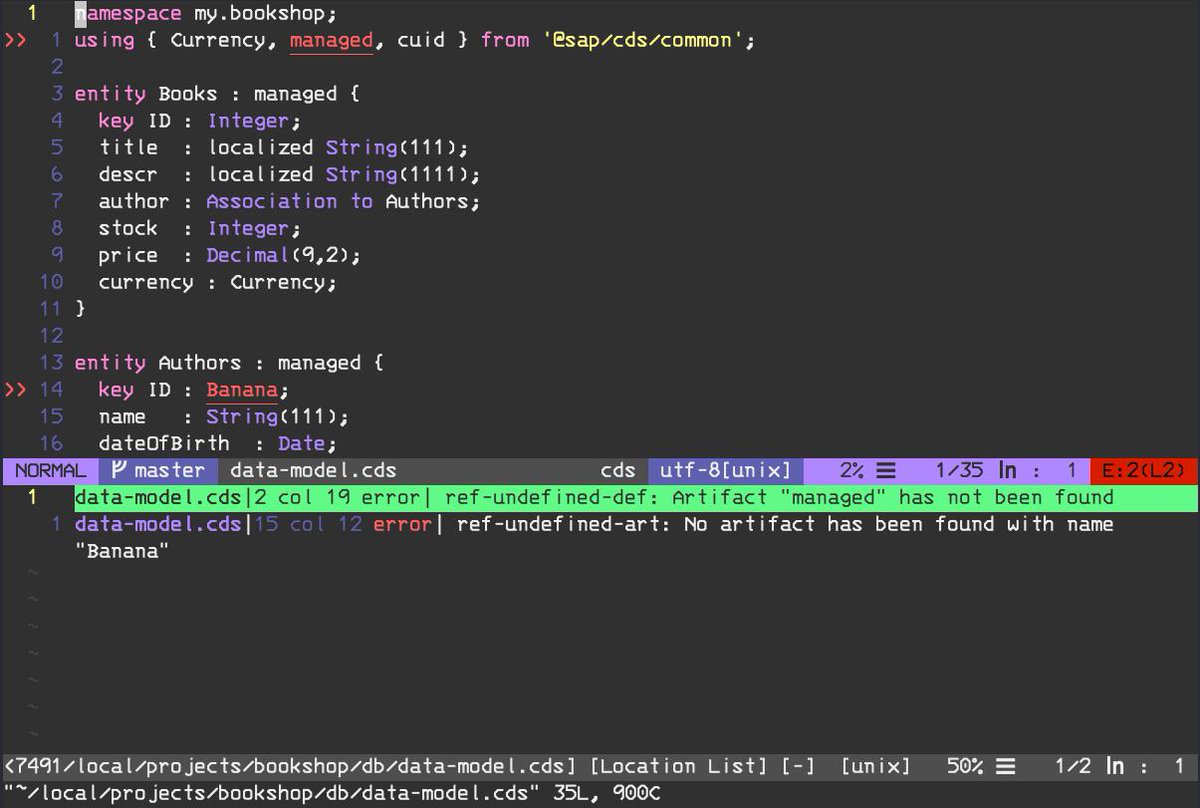 1 namespace my.bookshop;
>> 1 using { Currency, managed, cuid } from '@sap/cds/common';
2
3 entity Books : managed {
4   key ID : Integer;
5   title  : localized String(111);
6   descr  : localized String(1111);
7   author : Association to Authors;
8   stock  : Integer;
9   price  : Decimal(9,2);
10   currency : Currency;
11 }
12
13 entity Authors : managed {
>> 14   key ID : Banana;
15   name   : String(111);
16   dateOfBirth  : Date;
NORMAL master data-model.cds cds utf-8[unix] 2% ☰ 1/35 ln : 1 E:2(L2)
1 data-model.cds|2 col 19 error| ref-undefined-def: Artifact "managed" has not been found
1 data-model.cds|15 col 12 error| ref-undefined-art: No artifact has been found with name
"Banana"
~
~
~
~
~
~
~
<7491/local/projects/bookshop/db/data-model.cds] [Location List] [-] [unix] 50% ☰ 1/2 ln : 1
"~/local/projects/bookshop/db/data-model.cds" 35L, 900C